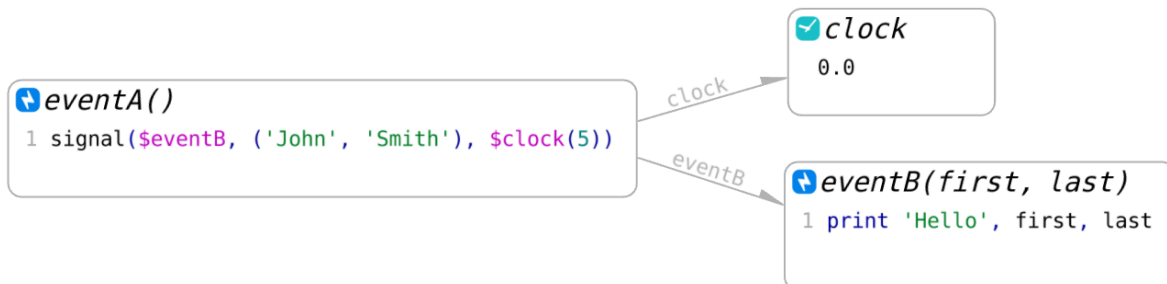 clock
0.0
eventA()
1 signal($eventB, ('John', 'Smith'), $clock(5))
clock
eventB
eventB(first, last)
1 print 'Hello', first, last